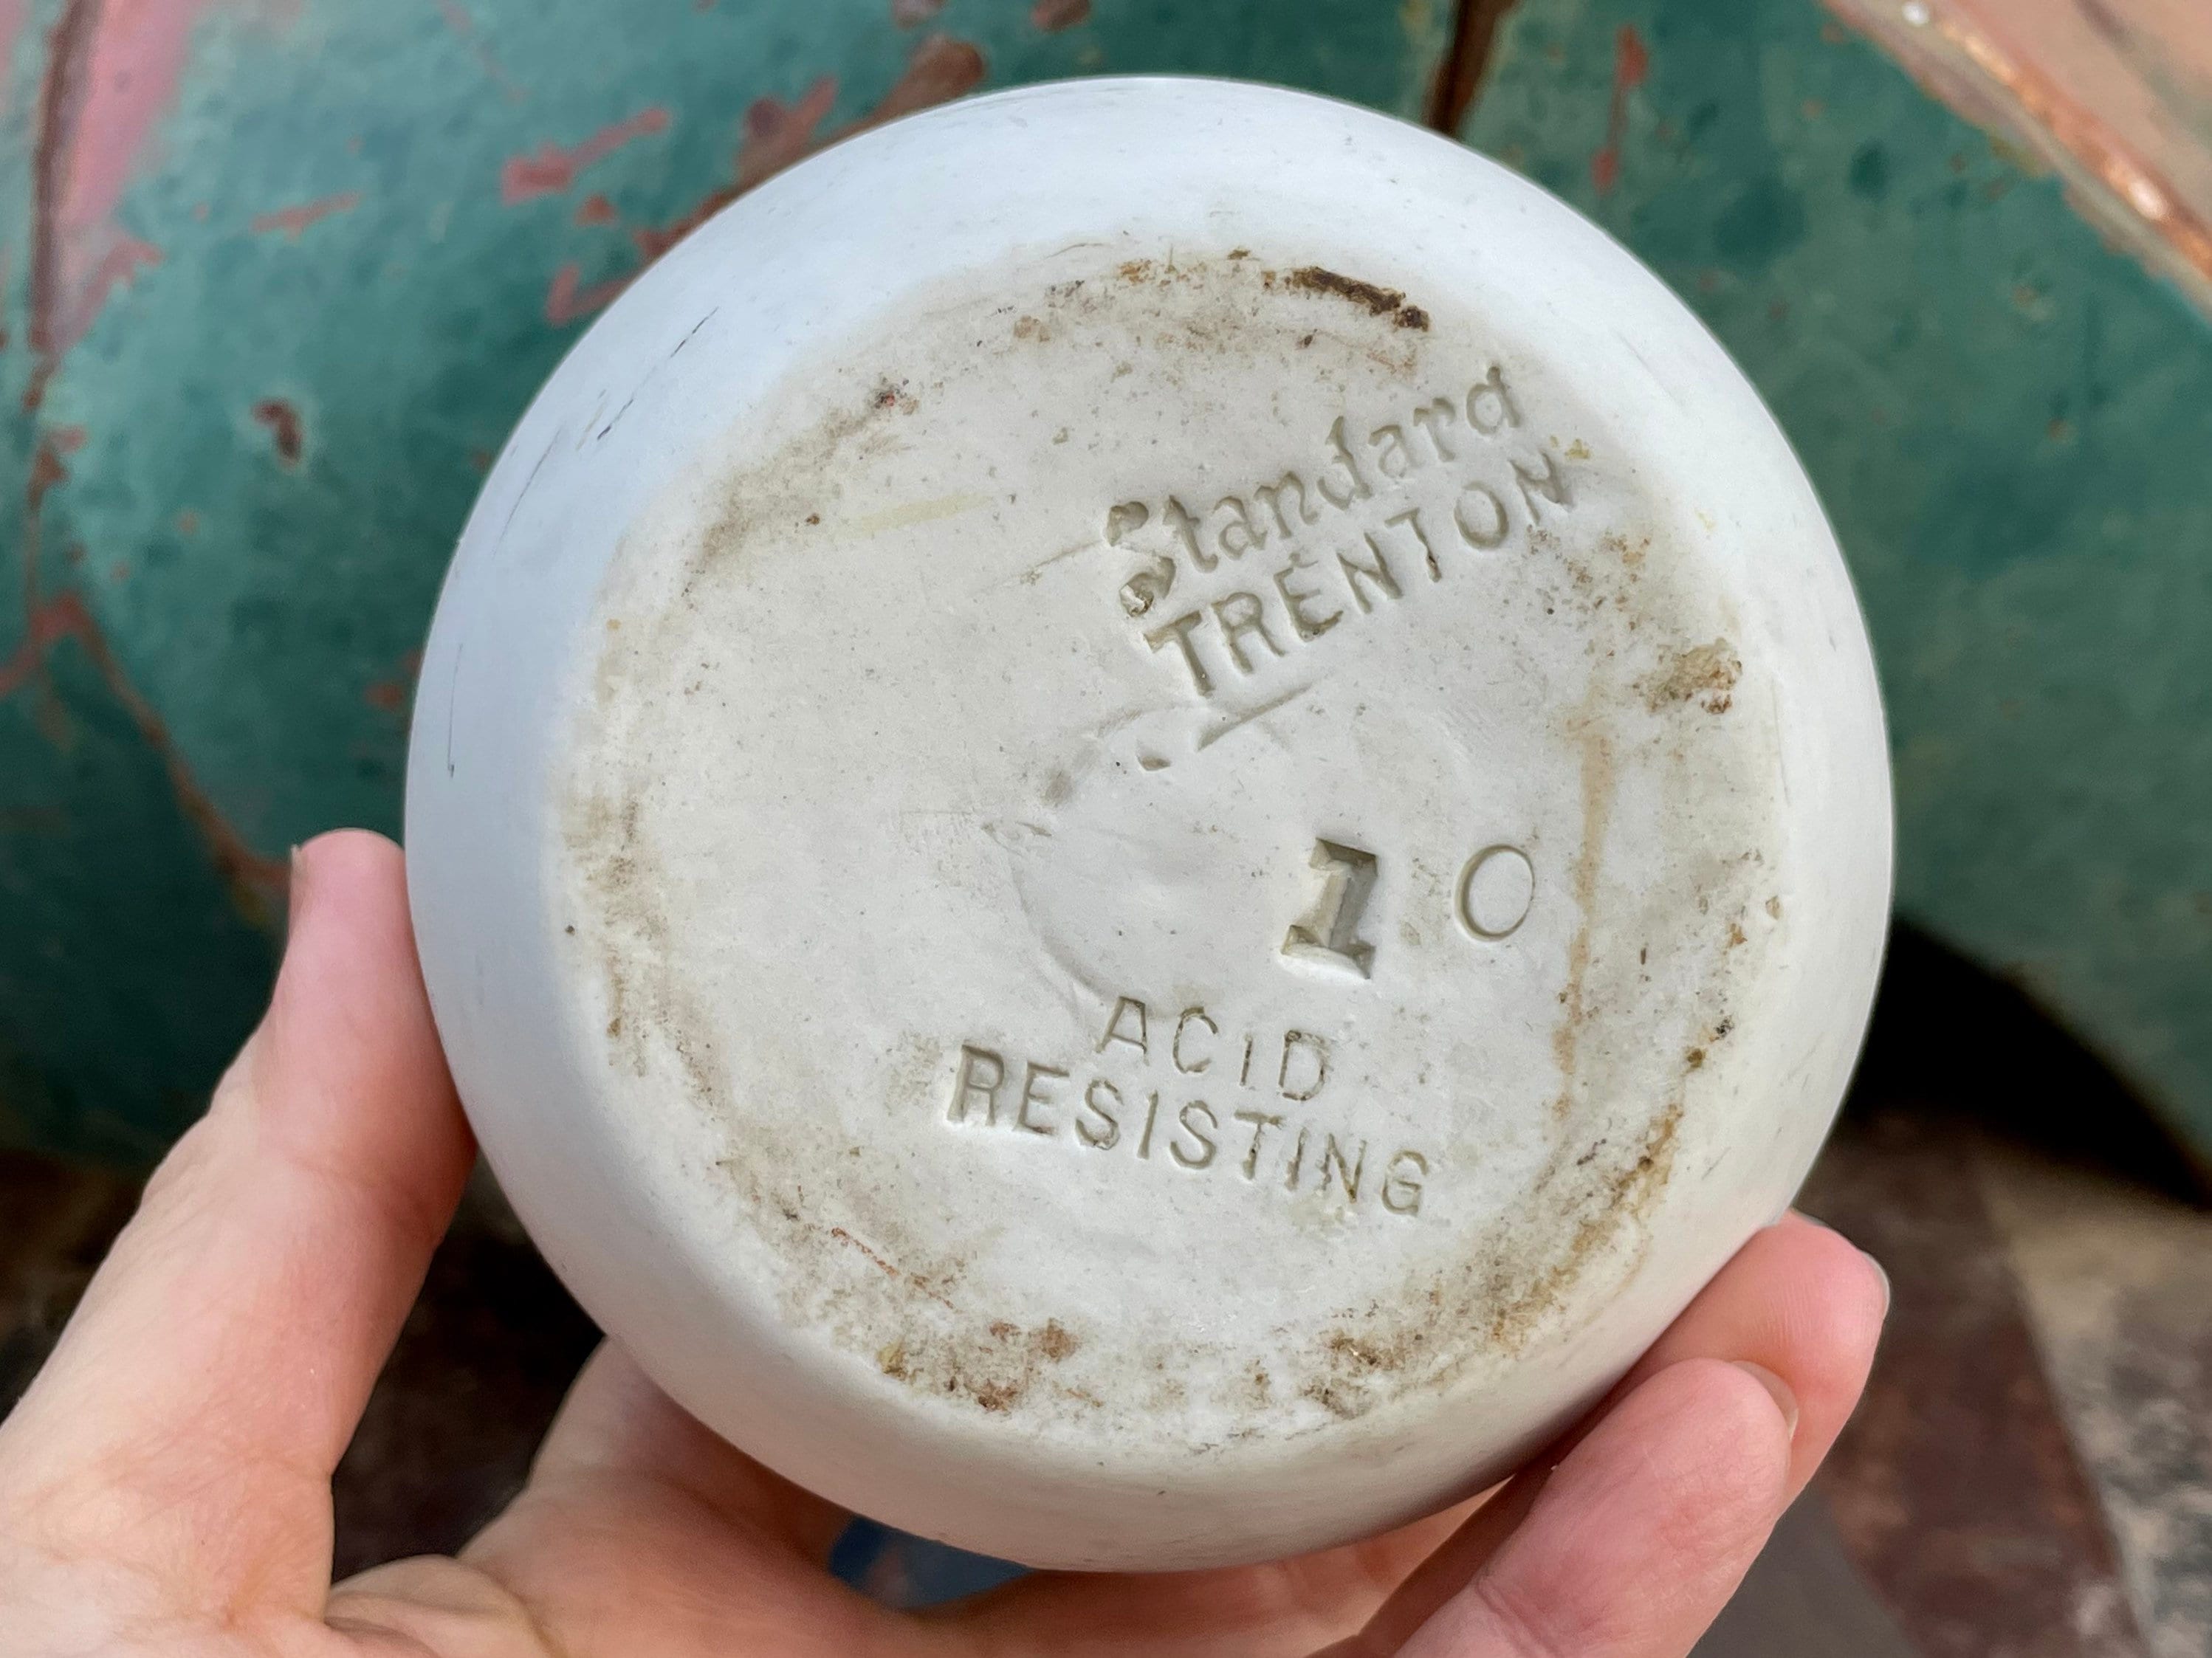 Standard
TRENTON
1 O
ACID
RESISTING